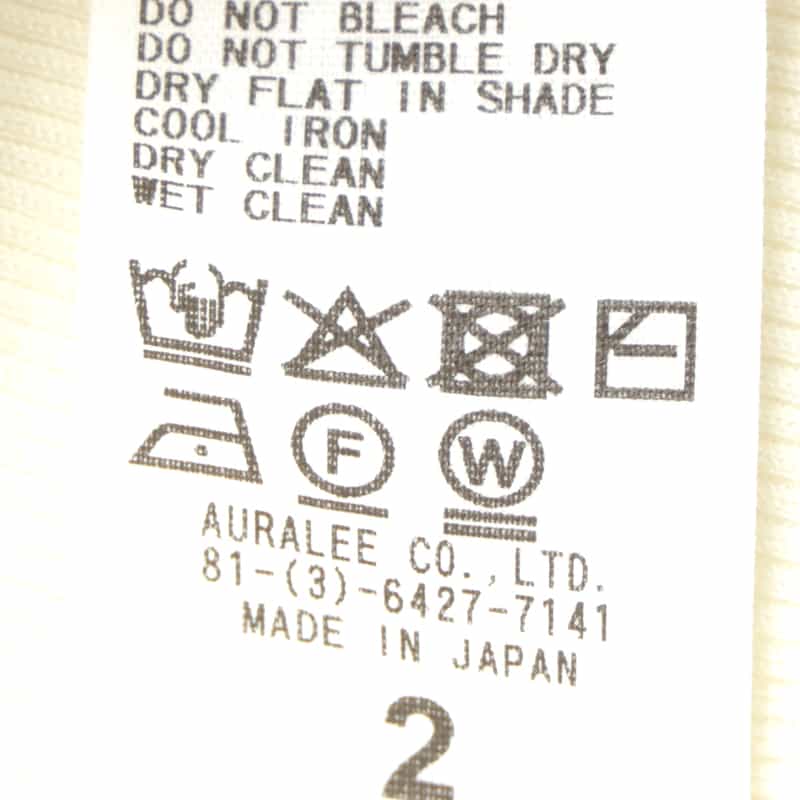 DO NOT BLEACH
DO NOT TUMBLE DRY
DRY FLAT IN SHADE
COOL IRON
DRY CLEAN
WET CLEAN
F
W
AURALEE CO.,LTD.
81-(3)-6427-7141
MADE IN JAPAN
2